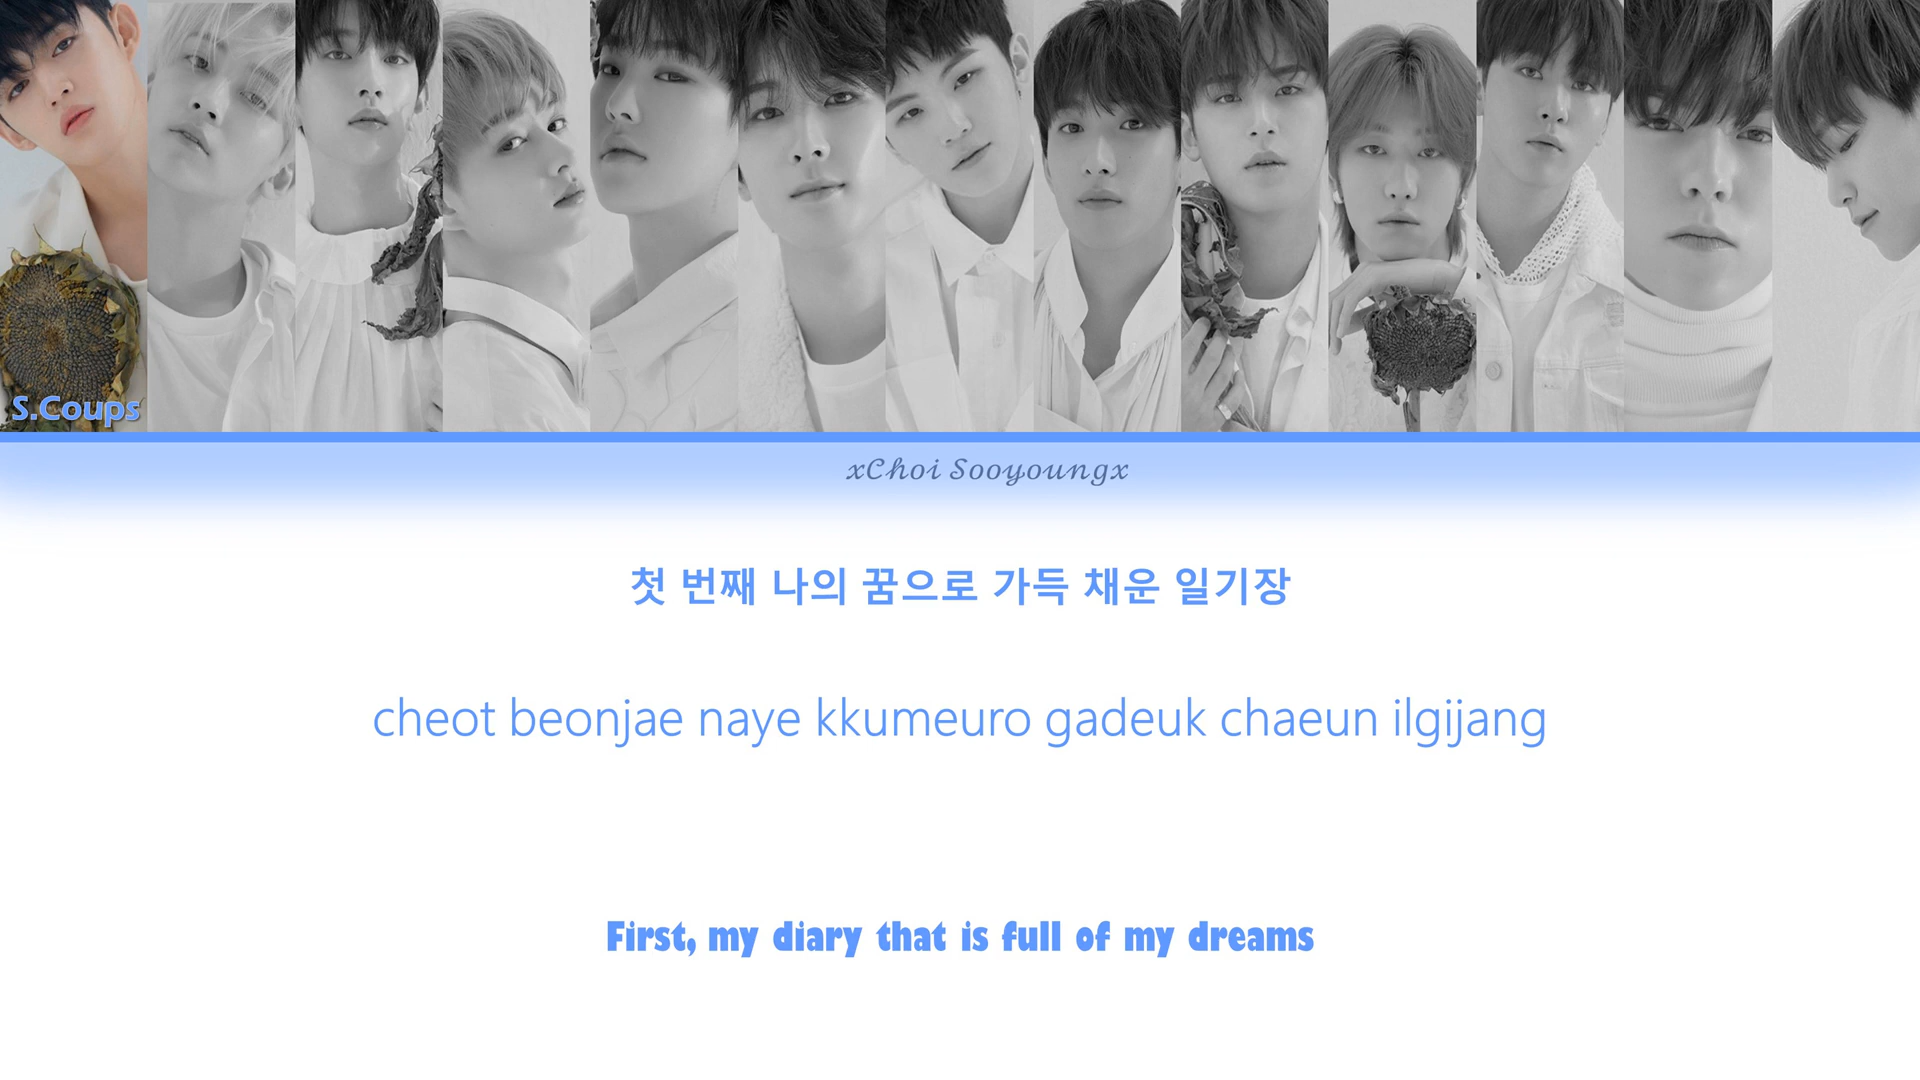 S.Coups
xChoi Sooyoungx
첫 번째 나의 꿈으로 가득 채운 일기장
cheot beonjae naye kkumeuro gadeuk chaeun ilgijang
First, my diary that is full of my dreams